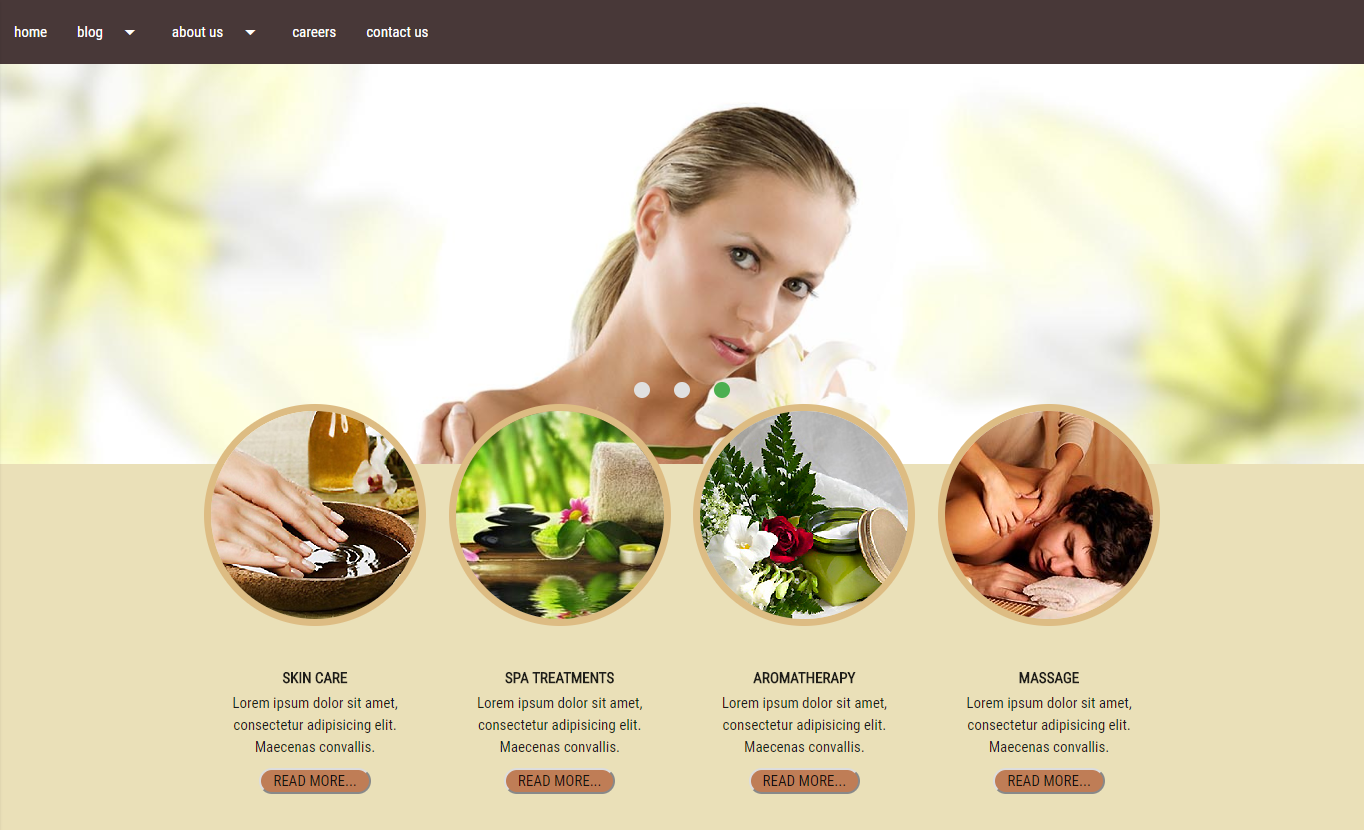 home blog about us careers contact us
SKIN CARE
Lorem ipsum dolor sit amet,
consectetur adipisicing elit.
Maecenas convallis.
READ MORE...
SPA TREATMENTS
Lorem ipsum dolor sit amet,
consectetur adipisicing elit.
Maecenas convallis.
READ MORE...
AROMATHERAPY
Lorem ipsum dolor sit amet,
consectetur adipisicing elit.
Maecenas convallis.
READ MORE...
MASSAGE
Lorem ipsum dolor sit amet,
consectetur adipisicing elit.
Maecenas convallis.
READ MORE...